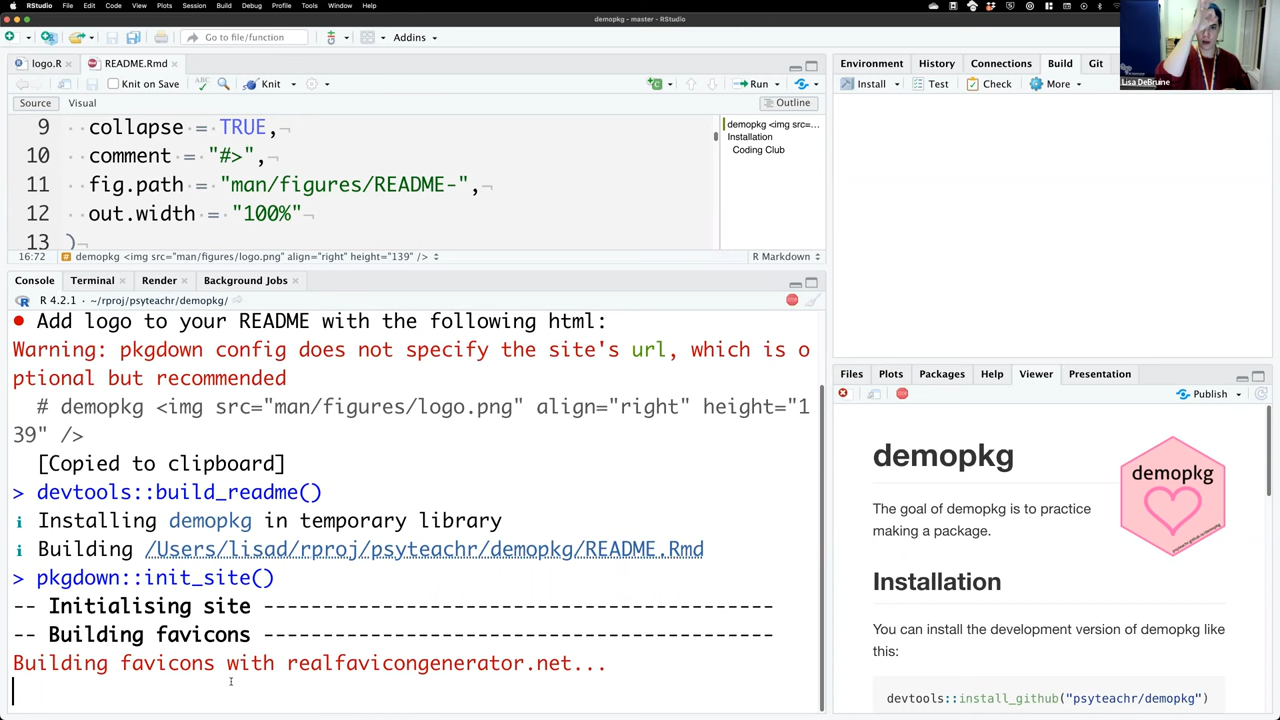 RStudio File Edit Code View Plots Session Build Debug Profile Tools Window Help
demopkg - master - RStudio
Go to file/function Addins
logo.R README.Rmd
Knit on Save Knit Run
Source Visual Outline
9 collapse = TRUE,
10 comment = "#>",
11 fig.path = "man/figures/README-",
12 out.width = "100%"
13 )
16:72 demopkg <img src="man/figures/logo.png" align="right" height="139" /> R Markdown
demopkg <img src=...
Installation
Coding Club
Console Terminal Render Background Jobs
R 4.2.1 · ~/rproj/psyteachr/demopkg/
Add logo to your README with the following html:
Warning: pkgdown config does not specify the site's url, which is o
ptional but recommended
# demopkg <img src="man/figures/logo.png" align="right" height="1
39" />
[Copied to clipboard]
> devtools::build_readme()
i Installing demopkg in temporary library
i Building /Users/lisad/rproj/psyteachr/demopkg/README.Rmd
> pkgdown::init_site()
-- Initialising site -------------------------------------------
-- Building favicons -------------------------------------------
Building favicons with realfavicongenerator.net...
Environment History Connections Build Git
Install Test Check More
Lisa DeBruine
Files Plots Packages Help Viewer Presentation
Publish
demopkg
demopkg
The goal of demopkg is to practice
making a package.
Installation
You can install the development version of demopkg like
this:
devtools::install_github("psyteachr/demopkg")